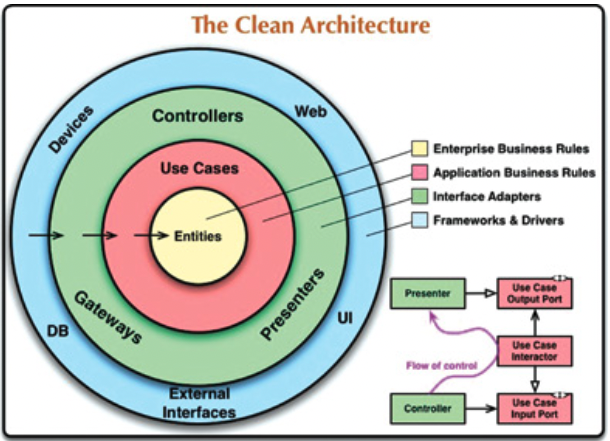 The Clean Architecture
Devices
Controllers
Web
Use Cases
Entities
Gateways
Presenters
DB
UI
External
Interfaces
Enterprise Business Rules
Application Business Rules
Interface Adapters
Frameworks & Drivers
Presenter
Use Case
Output Port
Use Case
Interactor
Flow of control
Controller
Use Case
Input Port